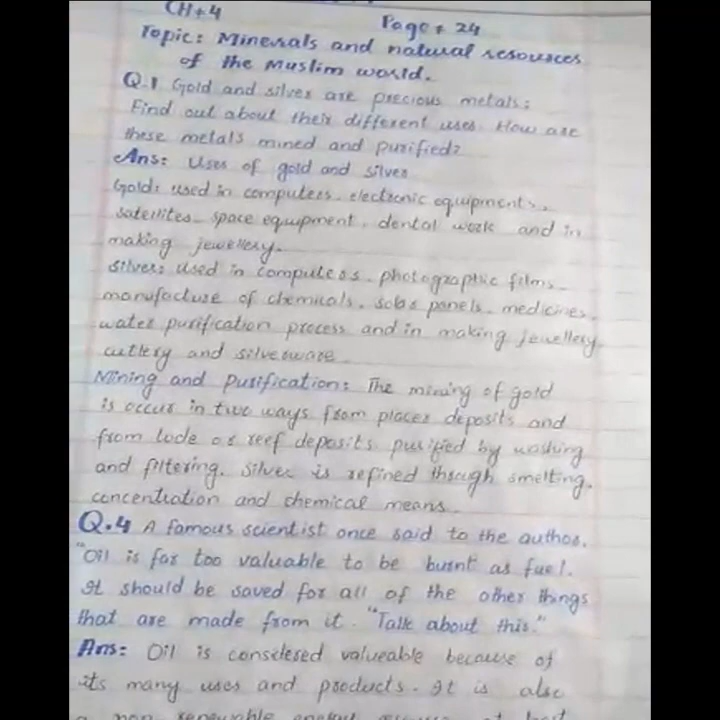 CH+4
Page + 24
Topic: Minerals and natural resources
of the Muslim world.
Q.1 Gold and silver are precious metals:
Find out about their different uses. How are
these metals mined and purified?
Ans: Uses of gold and silver
Gold: used in computers. electronic equipments.
satellites. space equipment. dental work and in
making jewellery.
Silver: used in computers. photographic films.
manufacture of chemicals. solar panels. medicines.
water purification process and in making jewellery.
cutlery and silverware.
Mining and purification: The mining of gold
is occur in two ways from placer deposits and
from lode or reef deposits purified by washing
and filtering. Silver is refined through smelting.
concentration and chemical means.
Q.4 A famous scientist once said to the author.
"Oil is far too valuable to be burnt as fuel.
It should be saved for all of the other things
that are made from it. "Talk about this."
Ans: Oil is considered valueable because of
its many uses and products. It is also
a non renewable energy